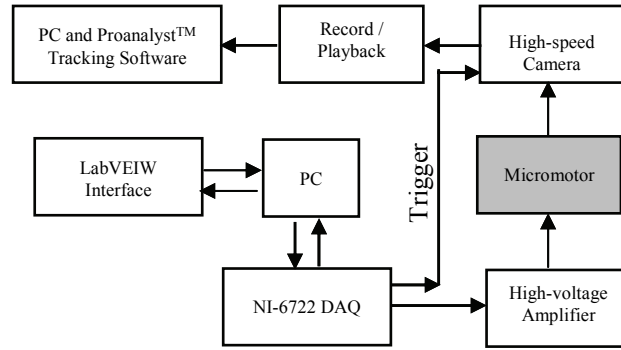 PC and Proanalyst™
Tracking Software
Record /
Playback
High-speed
Camera
LabVEIW
Interface
PC
Trigger
Micromotor
NI-6722 DAQ
High-voltage
Amplifier